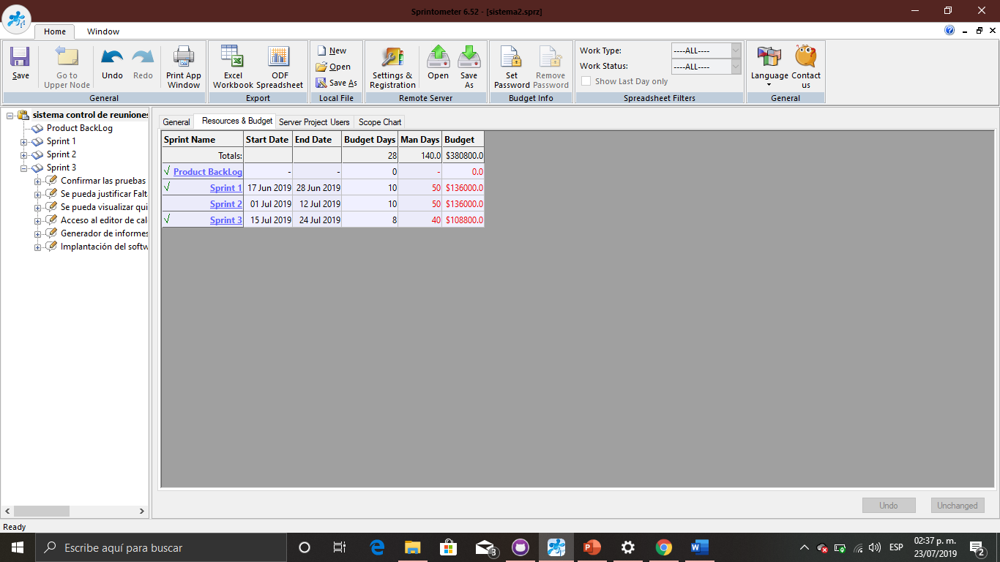 Sprintometer 6.52 - [sistema2.sprz]
Home Window
Save
Go to Upper Node
Undo
Redo
Print App Window
General
Excel Workbook
ODF Spreadsheet
Export
New
Open
Save As
Local File
Settings & Registration
Open
Save As
Remote Server
Set Password
Remove Password
Budget Info
Work Type: ----ALL----
Work Status: ----ALL----
Show Last Day only
Spreadsheet Filters
Language
Contact us
General
sistema control de reuniones
Product BackLog
Sprint 1
Sprint 2
Sprint 3
Confirmar las pruebas
Se pueda justificar Falt
Se pueda visualizar qui
Acceso al editor de cal
Generador de informes
Implantación del softw
General Resources & Budget Server Project Users Scope Chart
Sprint Name Start Date End Date Budget Days Man Days Budget
Totals: 28 140.0 $380800.0
Product BackLog - - 0 - 0.0
Sprint 1 17 Jun 2019 28 Jun 2019 10 50 $136000.0
Sprint 2 01 Jul 2019 12 Jul 2019 10 50 $136000.0
Sprint 3 15 Jul 2019 24 Jul 2019 8 40 $108800.0
Undo Unchanged
Ready
Escribe aquí para buscar
3
ESP
02:37 p. m.
23/07/2019
2